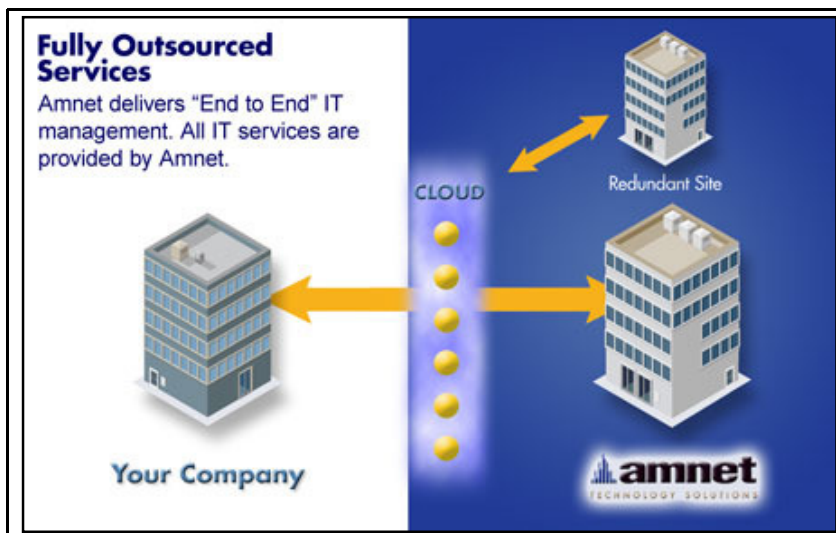 Fully Outsourced
Services
Amnet delivers “End to End” IT
management. All IT services are
provided by Amnet.
CLOUD
Redundant Site
Your Company
amnet
TECHNOLOGY SOLUTIONS